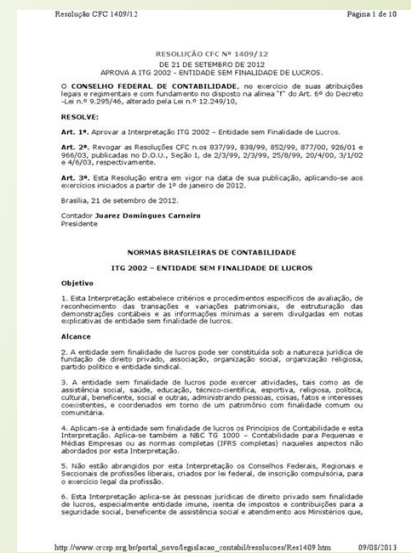 Resolução CFC 1409/12
Página 1 de 10
RESOLUÇÃO CFC Nº 1409/12
DE 21 DE SETEMBRO DE 2012
APROVA A ITG 2002 - ENTIDADE SEM FINALIDADE DE LUCROS.
O CONSELHO FEDERAL DE CONTABILIDADE, no exercício de suas atribuições
legais e regimentais e com fundamento no disposto na alínea "f" do Art. 6º do Decreto
-Lei n.º 9.295/46, alterado pela Lei n.º 12.249/10,
RESOLVE:
Art. 1º. Aprovar a Interpretação ITG 2002 – Entidade sem Finalidade de Lucros.
Art. 2º. Revogar as Resoluções CFC n.os 837/99, 838/99, 852/99, 877/00, 926/01 e
966/03, publicadas no D.O.U., Seção I, de 2/3/99, 2/3/99, 25/8/99, 20/4/00, 3/1/02
e 4/6/03, respectivamente.
Art. 3º. Esta Resolução entra em vigor na data de sua publicação, aplicando-se aos
exercícios iniciados a partir de 1º de janeiro de 2012.
Brasília, 21 de setembro de 2012.
Contador Juarez Domingues Carneiro
Presidente
NORMAS BRASILEIRAS DE CONTABILIDADE
ITG 2002 – ENTIDADE SEM FINALIDADE DE LUCROS
Objetivo
1. Esta Interpretação estabelece critérios e procedimentos específicos de avaliação, de
reconhecimento das transações e variações patrimoniais, de estruturação das
demonstrações contábeis e as informações mínimas a serem divulgadas em notas
explicativas de entidade sem finalidade de lucros.
Alcance
2. A entidade sem finalidade de lucros pode ser constituída sob a natureza jurídica de
fundação de direito privado, associação, organização social, organização religiosa,
partido político e entidade sindical.
3. A entidade sem finalidade de lucros pode exercer atividades, tais como as de
assistência social, saúde, educação, técnico-científica, esportiva, religiosa, política,
cultural, beneficente, social e outras, administrando pessoas, coisas, fatos e interesses
coexistentes, e coordenados em torno de um patrimônio com finalidade comum ou
comunitária.
4. Aplicam-se à entidade sem finalidade de lucros os Princípios de Contabilidade e esta
Interpretação. Aplica-se também a NBC TG 1000 – Contabilidade para Pequenas e
Médias Empresas ou as normas completas (IFRS completas) naqueles aspectos não
abordados por esta Interpretação.
5. Não estão abrangidos por esta Interpretação os Conselhos Federais, Regionais e
Seccionais de profissões liberais, criados por lei federal, de inscrição compulsória, para
o exercício legal da profissão.
6. Esta Interpretação aplica-se às pessoas jurídicas de direito privado sem finalidade
de lucros, especialmente entidade imune, isenta de impostos e contribuições para a
seguridade social, beneficente de assistência social e atendimento aos Ministérios que,
http://www.crcsp.org.br/portal_novo/legislacao_contabil/resolucoes/Res1409.htm
09/08/2013